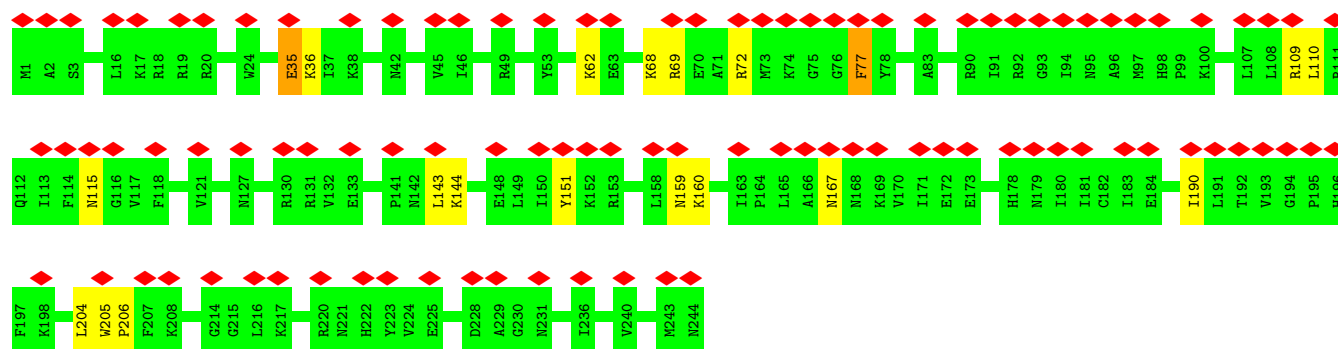 M1 A2 S3 L16 K17 R18 R19 R20 W24 E35 K36 I37 K38 N42 V45 I46 R49 Y53 K62 E63 K68 R69 E70 A71 R72 M73 K74 G75 G76 F77 Y78 A83 R90 I91 R92 G93 I94 N95 A96 M97 H98 P99 K100 L107 L108 R109 L110 R111
Q112 I113 F114 N115 G116 V117 F118 V121 N127 R130 R131 V132 E133 P141 N142 L143 K144 E148 L149 I150 Y151 K152 R153 L158 N159 K160 I163 P164 L165 A166 N167 N168 K169 V170 I171 E172 E173 H178 N179 I180 I181 C182 I183 E184 I190 L191 T192 V193 G194 P195 H196
F197 K198 L204 W205 P206 F207 K208 G214 G215 L216 K217 R220 N221 H222 Y223 V224 E225 D228 A229 G230 N231 I236 V240 M243 N244